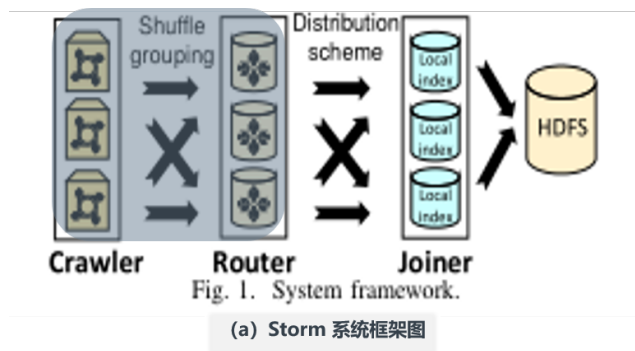 Shuffle
grouping
Distribution
scheme
Local
index
Local
index
Local
index
HDFS
Crawler
Router
Joiner
Fig. 1. System framework.
（a）Storm 系统框架图